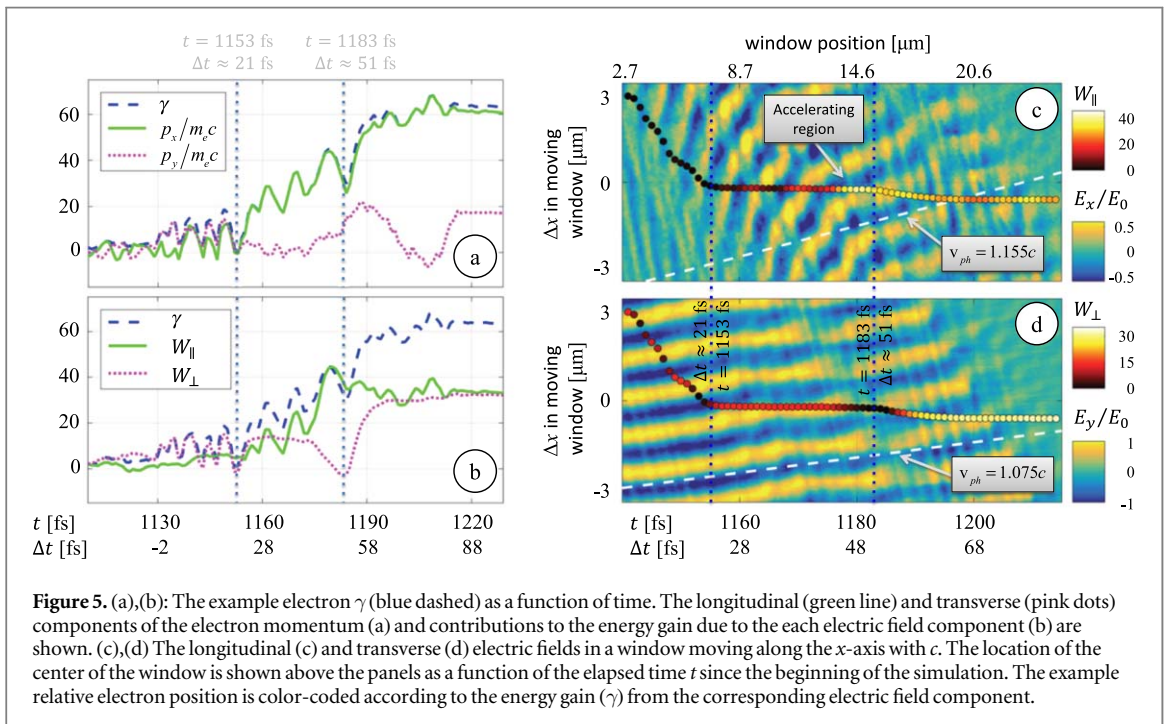 t = 1153 fs
Δt ≈ 21 fs
t = 1183 fs
Δt ≈ 51 fs
60
40
20
0
γ
p_x/m_e c
p_y/m_e c
a
60
40
20
0
γ
W_∥
W_⊥
b
t [fs] 1130 1160 1190 1220
Δt [fs] -2 28 58 88
window position [μm]
2.7 8.7 14.6 20.6
Δx in moving
window [μm]
3
0
-3
Accelerating
region
c
v_ph = 1.155c
W_∥
40
20
0
E_x/E_0
0.5
0
-0.5
Δx in moving
window [μm]
3
0
-3
Δt ≈ 21 fs
t = 1153 fs
t = 1183 fs
Δt ≈ 51 fs
d
v_ph = 1.075c
W_⊥
30
15
0
E_y/E_0
1
0
-1
t [fs] 1160 1180 1200
Δt [fs] 28 48 68
Figure 5. (a),(b): The example electron γ (blue dashed) as a function of time. The longitudinal (green line) and transverse (pink dots)
components of the electron momentum (a) and contributions to the energy gain due to the each electric field component (b) are
shown. (c),(d) The longitudinal (c) and transverse (d) electric fields in a window moving along the x-axis with c. The location of the
center of the window is shown above the panels as a function of the elapsed time t since the beginning of the simulation. The example
relative electron position is color-coded according to the energy gain (γ) from the corresponding electric field component.